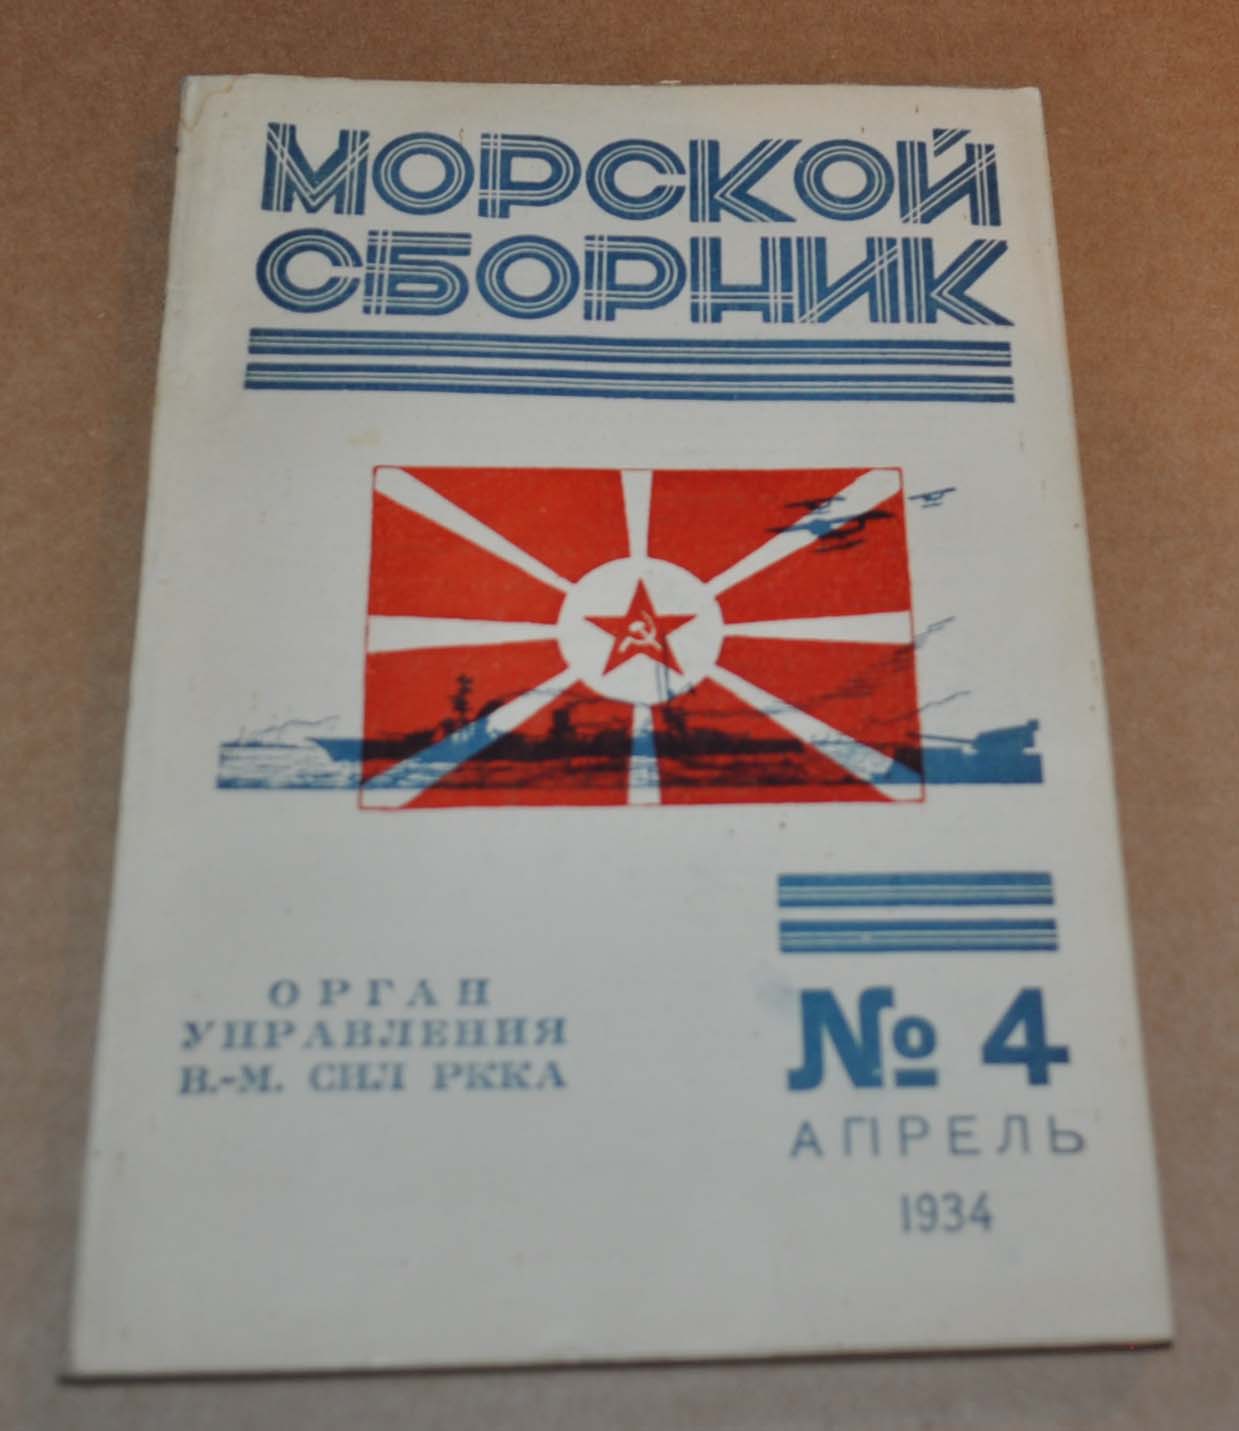 МОРСКОЙ
СБОРНИК
ОРГАН
УПРАВЛЕНИЯ
В.-М. СИЛ РККА
№ 4
АПРЕЛЬ
1934